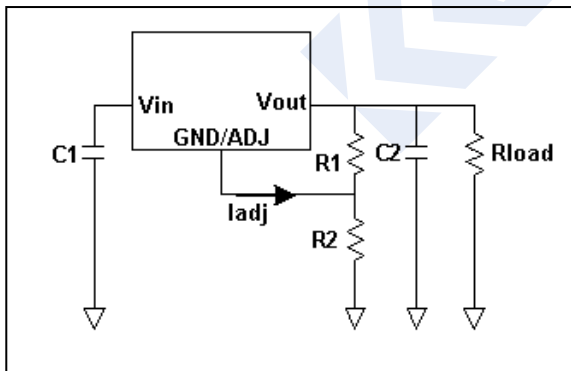 Vin
Vout
GND/ADJ
C1
R1
C2
Rload
Iadj
R2